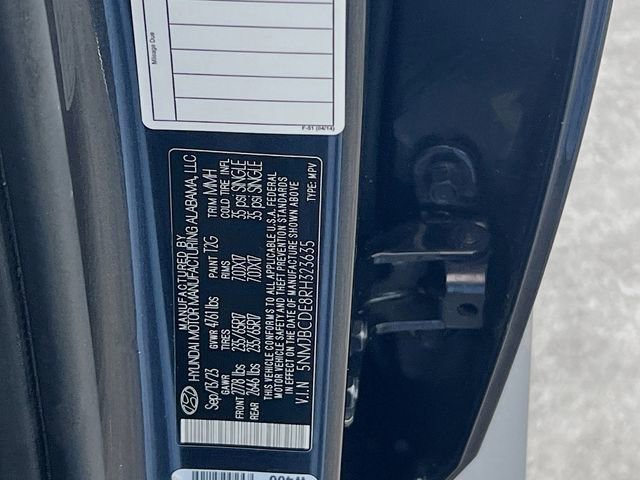 Mileage Due
F-51 (04/14)
MANUFACTURED BY
HYUNDAI MOTOR MANUFACTURING ALABAMA, LLC
Sep/13/23 GVWR 4761 lbs PAINT T2G TRIM MMH
GAWR TIRES RIMS COLD TIRE INFL
FRONT 2778 lbs 235/65R17 7.0JX17 35 psi SINGLE
REAR 2646 lbs 235/65R17 7.0JX17 35 psi SINGLE
THIS VEHICLE CONFORMS TO ALL APPLICABLE U.S.A. FEDERAL
MOTOR VEHICLE SAFETY AND THEFT PREVENTION STANDARDS
IN EFFECT ON THE DATE OF MANUFACTURE SHOWN ABOVE
V.I.N 5NMJBCDE8RH323635 TYPE: MPV